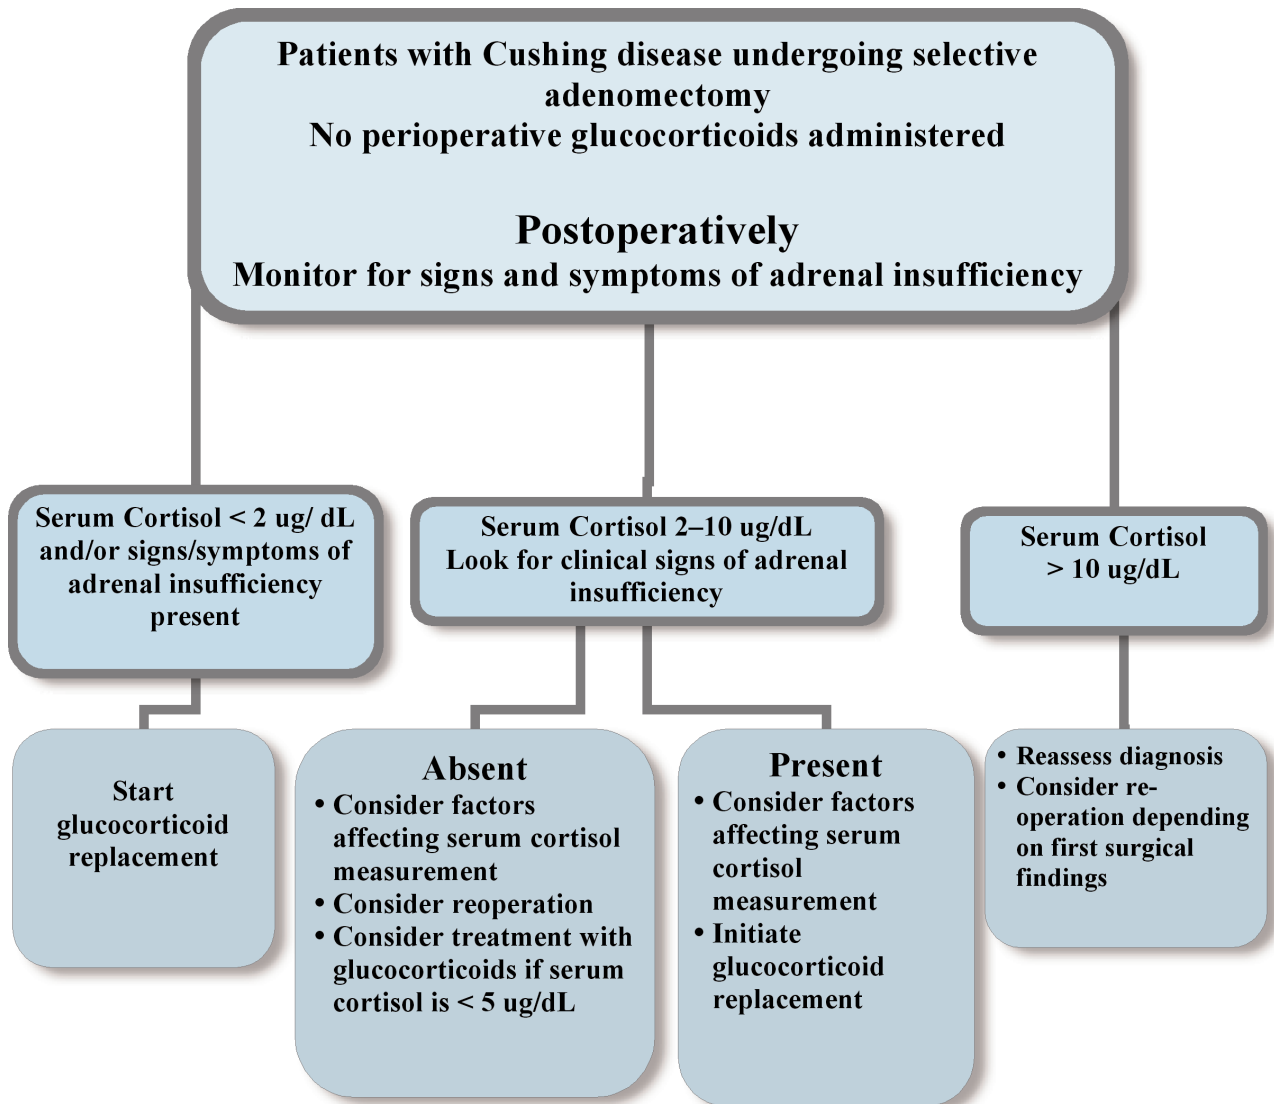 Patients with Cushing disease undergoing selective
adenomectomy
No perioperative glucocorticoids administered
Postoperatively
Monitor for signs and symptoms of adrenal insufficiency
Serum Cortisol < 2 ug/ dL
and/or signs/symptoms of
adrenal insufficiency
present
Serum Cortisol 2–10 ug/dL
Look for clinical signs of adrenal
insufficiency
Serum Cortisol
> 10 ug/dL
Start
glucocorticoid
replacement
Absent
• Consider factors
affecting serum cortisol
measurement
• Consider reoperation
• Consider treatment with
glucocorticoids if serum
cortisol is < 5 ug/dL
Present
• Consider factors
affecting serum
cortisol
measurement
• Initiate
glucocorticoid
replacement
• Reassess diagnosis
• Consider re-
operation depending
on first surgical
findings